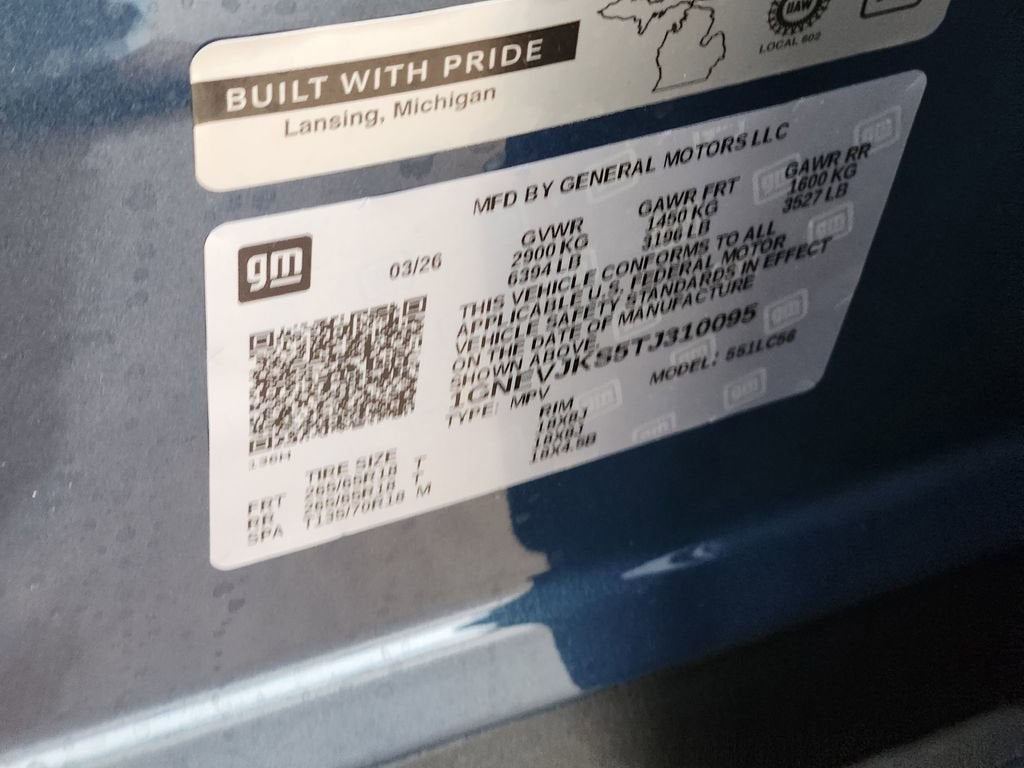 BUILT WITH PRIDE
Lansing, Michigan
UAW
LOCAL 602
MFD BY GENERAL MOTORS LLC
gm
03/26
GVWR GAWR FRT GAWR RR
2900 KG 1450 KG 1600 KG
6394 LB 3196 LB 3527 LB
THIS VEHICLE CONFORMS TO ALL
APPLICABLE U.S. FEDERAL MOTOR
VEHICLE SAFETY STANDARDS IN EFFECT
ON THE DATE OF MANUFACTURE
SHOWN ABOVE.
1GNEVJKS5TJ310095
TYPE: MPV MODEL: 551LC56
TIRE SIZE RIM
FRT 265/65R18 T 18X8J
RR 265/65R18 T 18X8J
SPA T135/70R18 M 18X4.5B